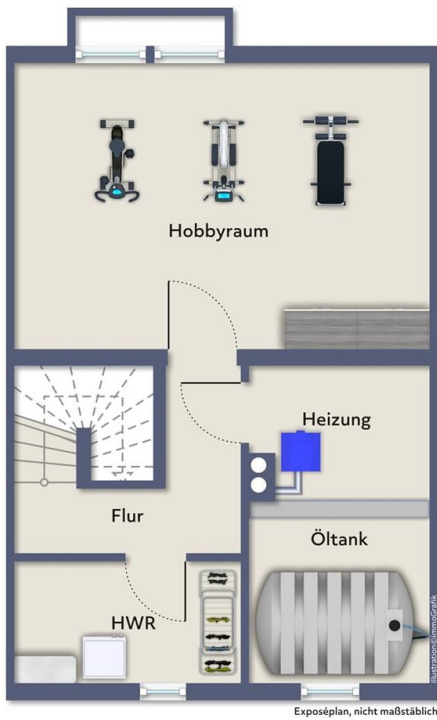 Hobbyraum
Heizung
Flur
Öltank
HWR
Illustration©ImmoGrafik
Exposéplan, nicht maßstäblich